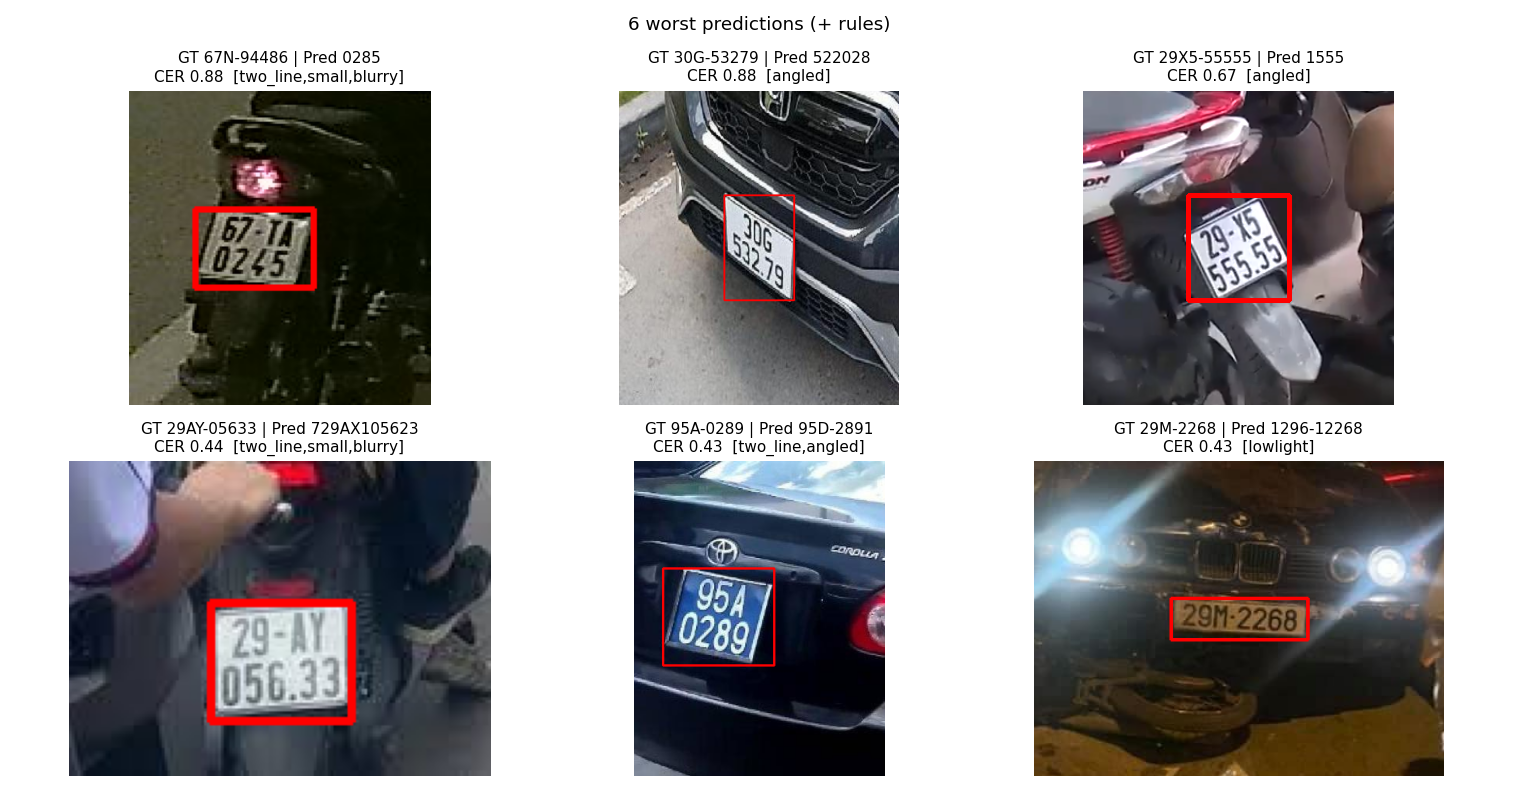 6 worst predictions (+ rules)
GT 67N-94486 | Pred 0285
CER 0.88 [two_line,small,blurry]
67-TA
0245
GT 30G-53279 | Pred 522028
CER 0.88 [angled]
30G
532.79
GT 29X5-55555 | Pred 1555
CER 0.67 [angled]
ON
29-X5
555.55
GT 29AY-05633 | Pred 729AX105623
CER 0.44 [two_line,small,blurry]
29-AY
056.33
GT 95A-0289 | Pred 95D-2891
CER 0.43 [two_line,angled]
COROLLA
95A
0289
GT 29M-2268 | Pred 1296-12268
CER 0.43 [lowlight]
29M-2268